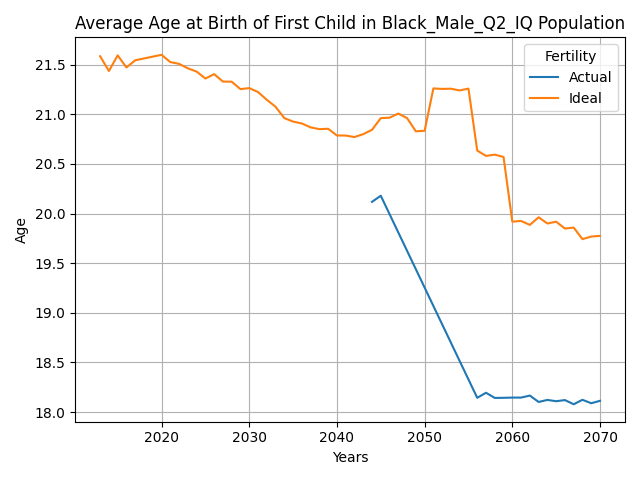 Average Age at Birth of First Child in Black_Male_Q2_IQ Population
Fertility
Actual
Ideal
Age
21.5
21.0
20.5
20.0
19.5
19.0
18.5
18.0
2020 2030 2040 2050 2060 2070
Years